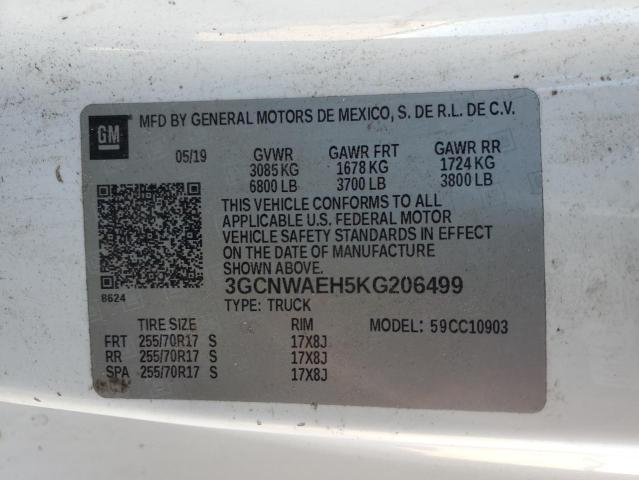 GM
MFD BY GENERAL MOTORS DE MEXICO, S. DE R.L. DE C.V.
05/19 GVWR GAWR FRT GAWR RR
3085 KG 1678 KG 1724 KG
6800 LB 3700 LB 3800 LB
THIS VEHICLE CONFORMS TO ALL
APPLICABLE U.S. FEDERAL MOTOR
VEHICLE SAFETY STANDARDS IN EFFECT
ON THE DATE OF MANUFACTURE
SHOWN ABOVE.
8624
3GCNWAEH5KG206499
TYPE: TRUCK
TIRE SIZE RIM MODEL: 59CC10903
FRT 255/70R17 S 17X8J
RR 255/70R17 S 17X8J
SPA 255/70R17 S 17X8J